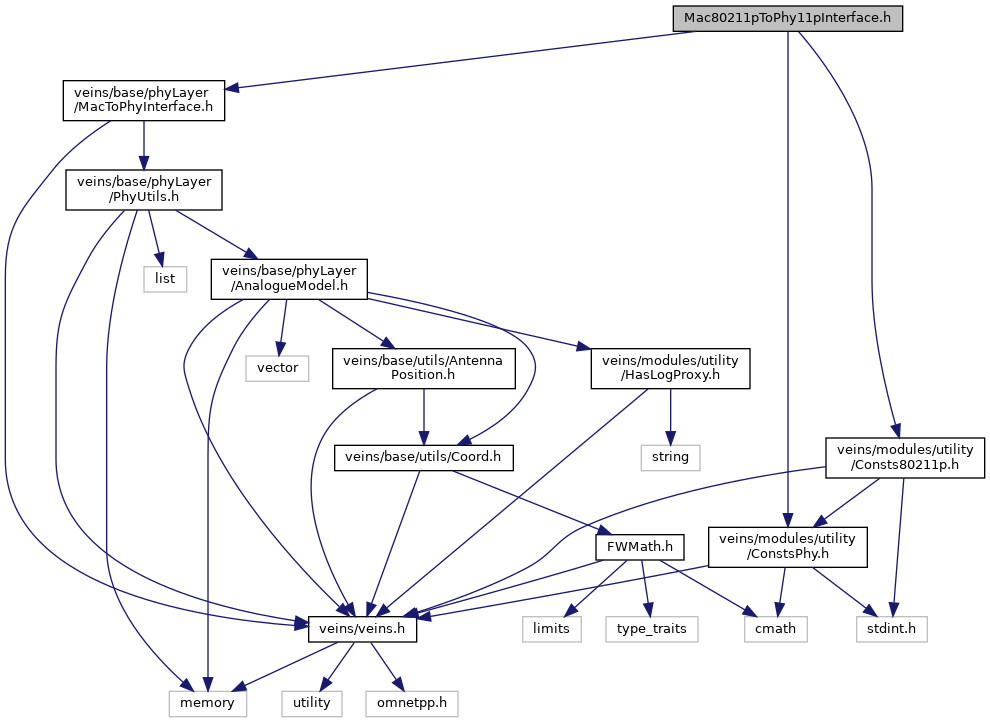 Mac80211pToPhy11pInterface.h
veins/base/phyLayer
/MacToPhyInterface.h
veins/base/phyLayer
/PhyUtils.h
list
veins/base/phyLayer
/AnalogueModel.h
vector
veins/base/utils/Antenna
Position.h
veins/modules/utility
/HasLogProxy.h
veins/base/utils/Coord.h
string
veins/modules/utility
/Consts80211p.h
FWMath.h
veins/modules/utility
/ConstsPhy.h
veins/veins.h
limits
type_traits
cmath
stdint.h
memory
utility
omnetpp.h